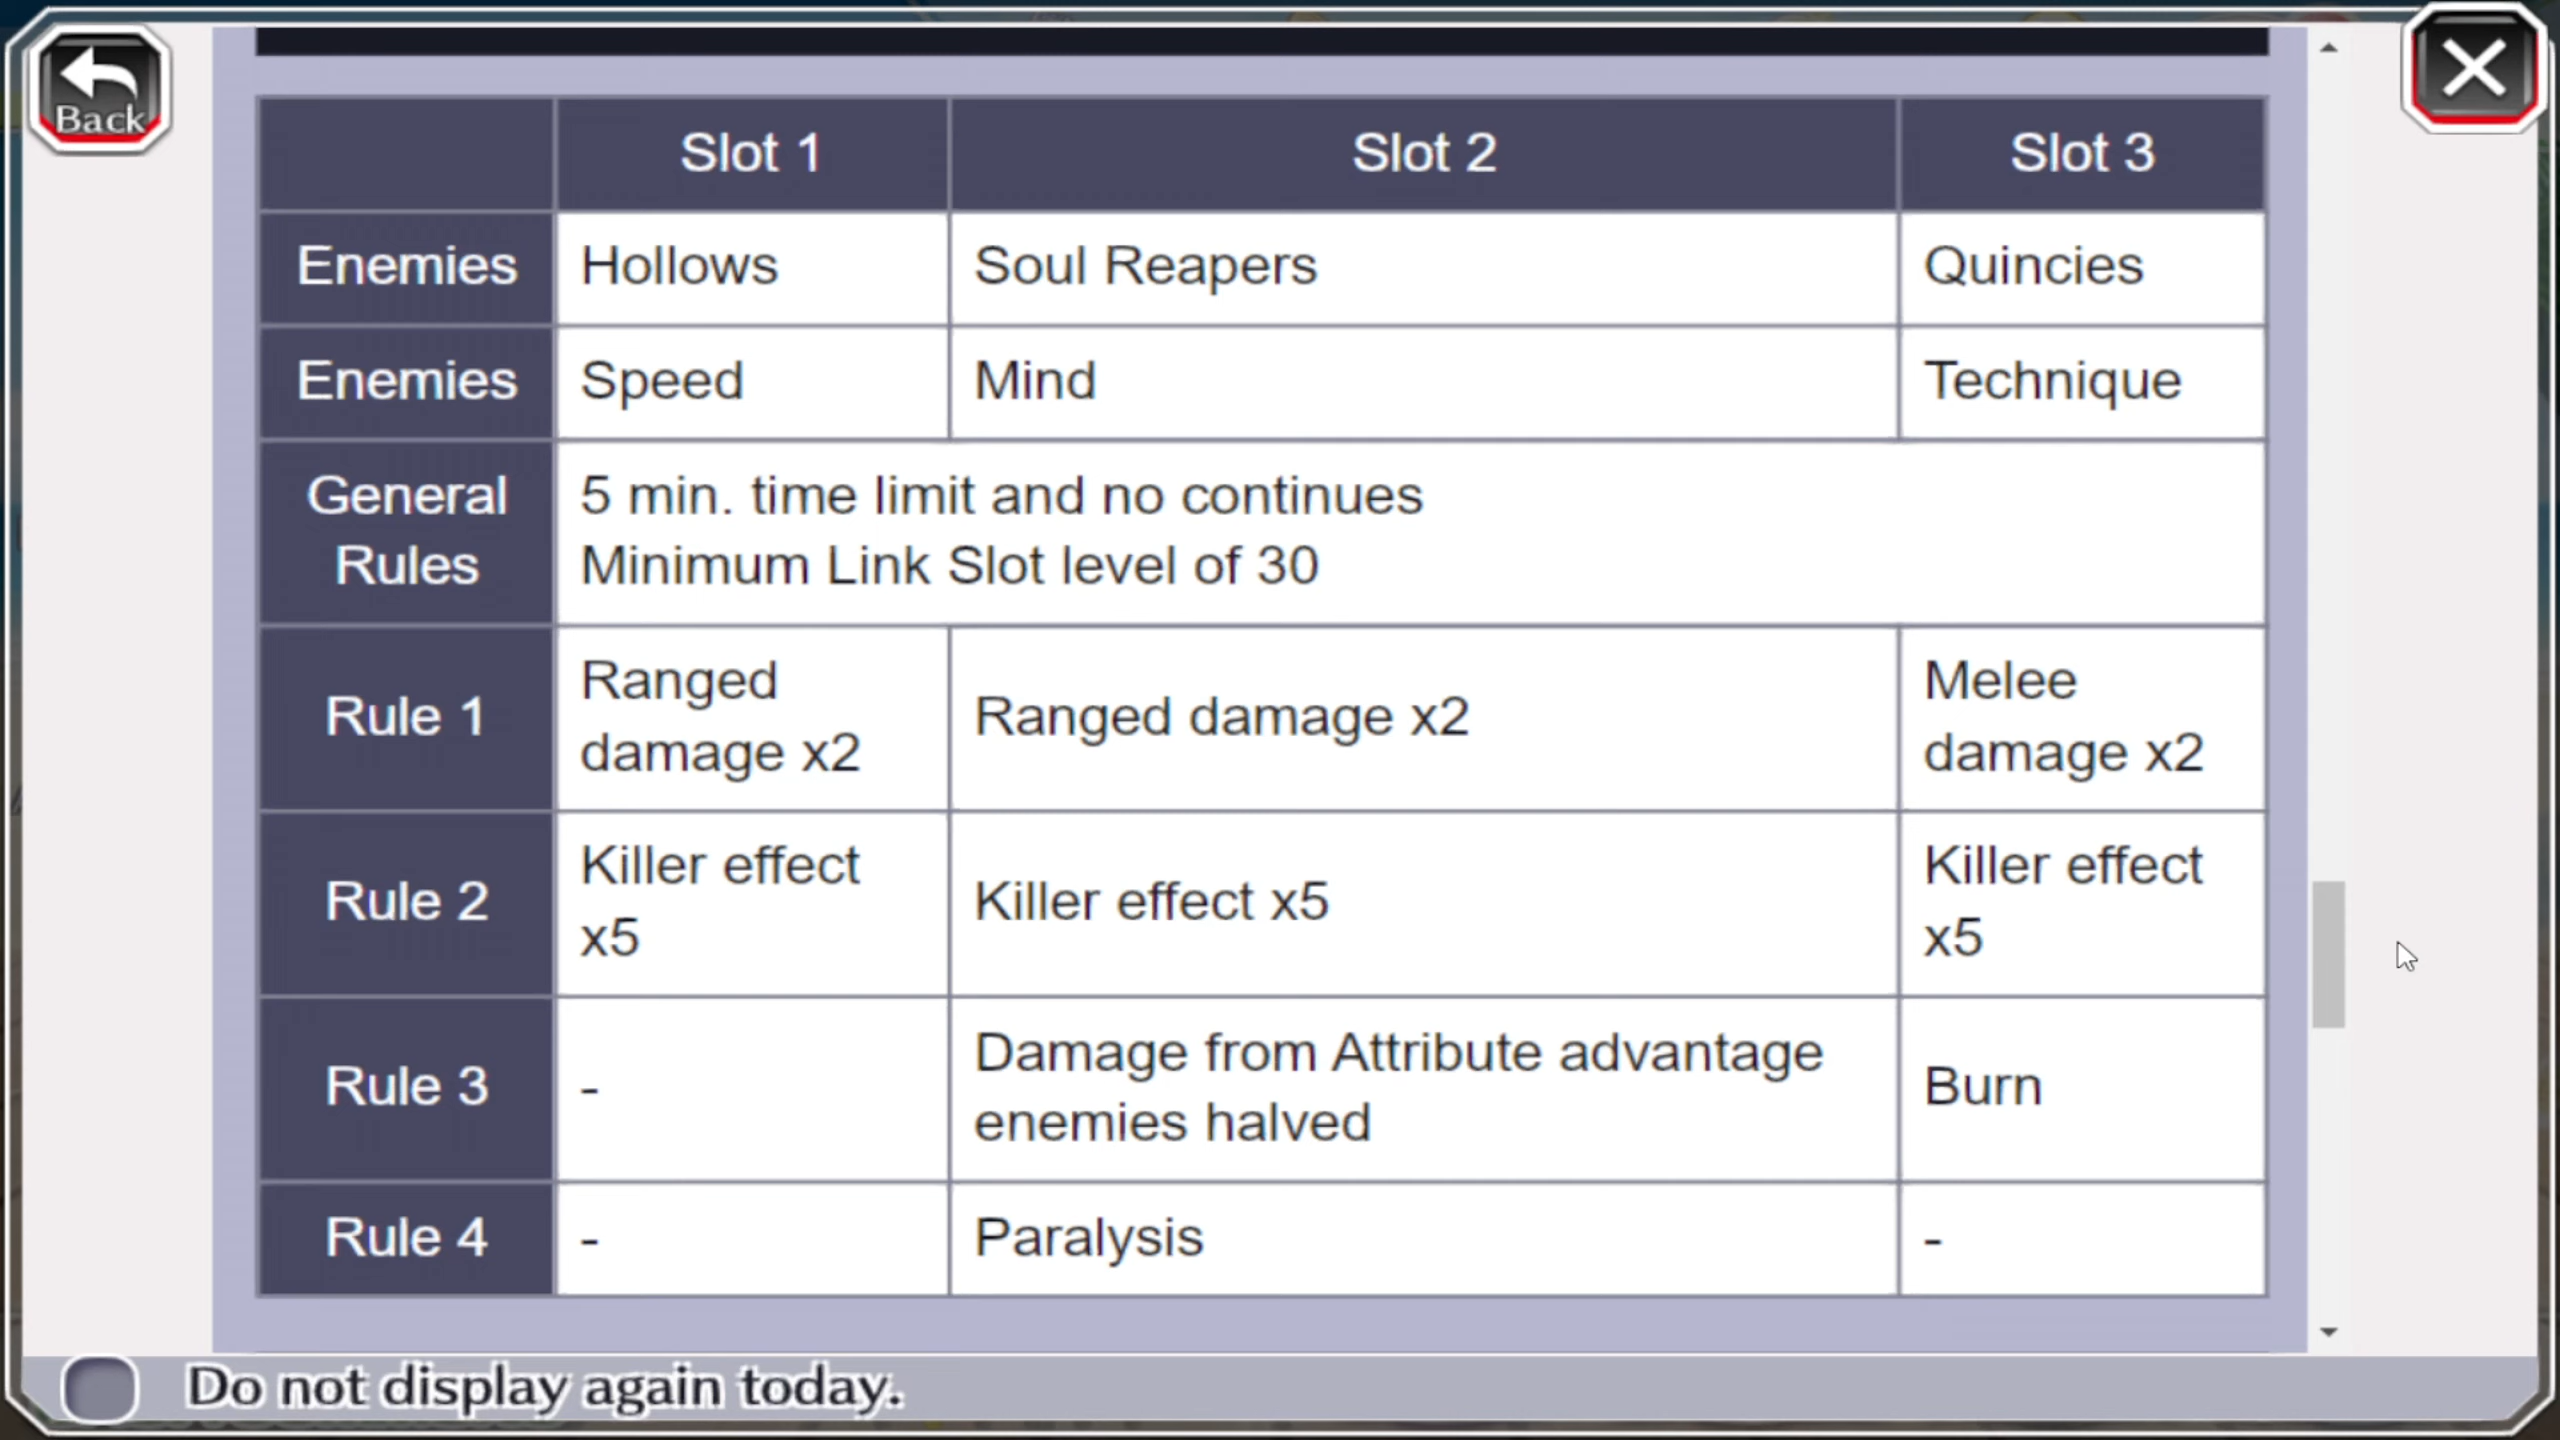 Back
Slot 1 Slot 2 Slot 3
Enemies Hollows Soul Reapers Quincies
Enemies Speed Mind Technique
General Rules 5 min. time limit and no continues
Minimum Link Slot level of 30
Rule 1 Ranged damage x2 Ranged damage x2 Melee damage x2
Rule 2 Killer effect x5 Killer effect x5 Killer effect x5
Rule 3 - Damage from Attribute advantage enemies halved Burn
Rule 4 - Paralysis -
Do not display again today.